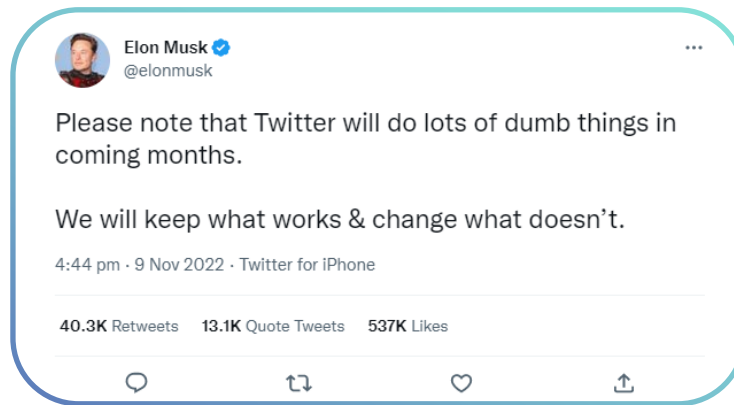 Elon Musk
@elonmusk
Please note that Twitter will do lots of dumb things in
coming months.
We will keep what works & change what doesn’t.
4:44 pm · 9 Nov 2022 · Twitter for iPhone
40.3K Retweets 13.1K Quote Tweets 537K Likes